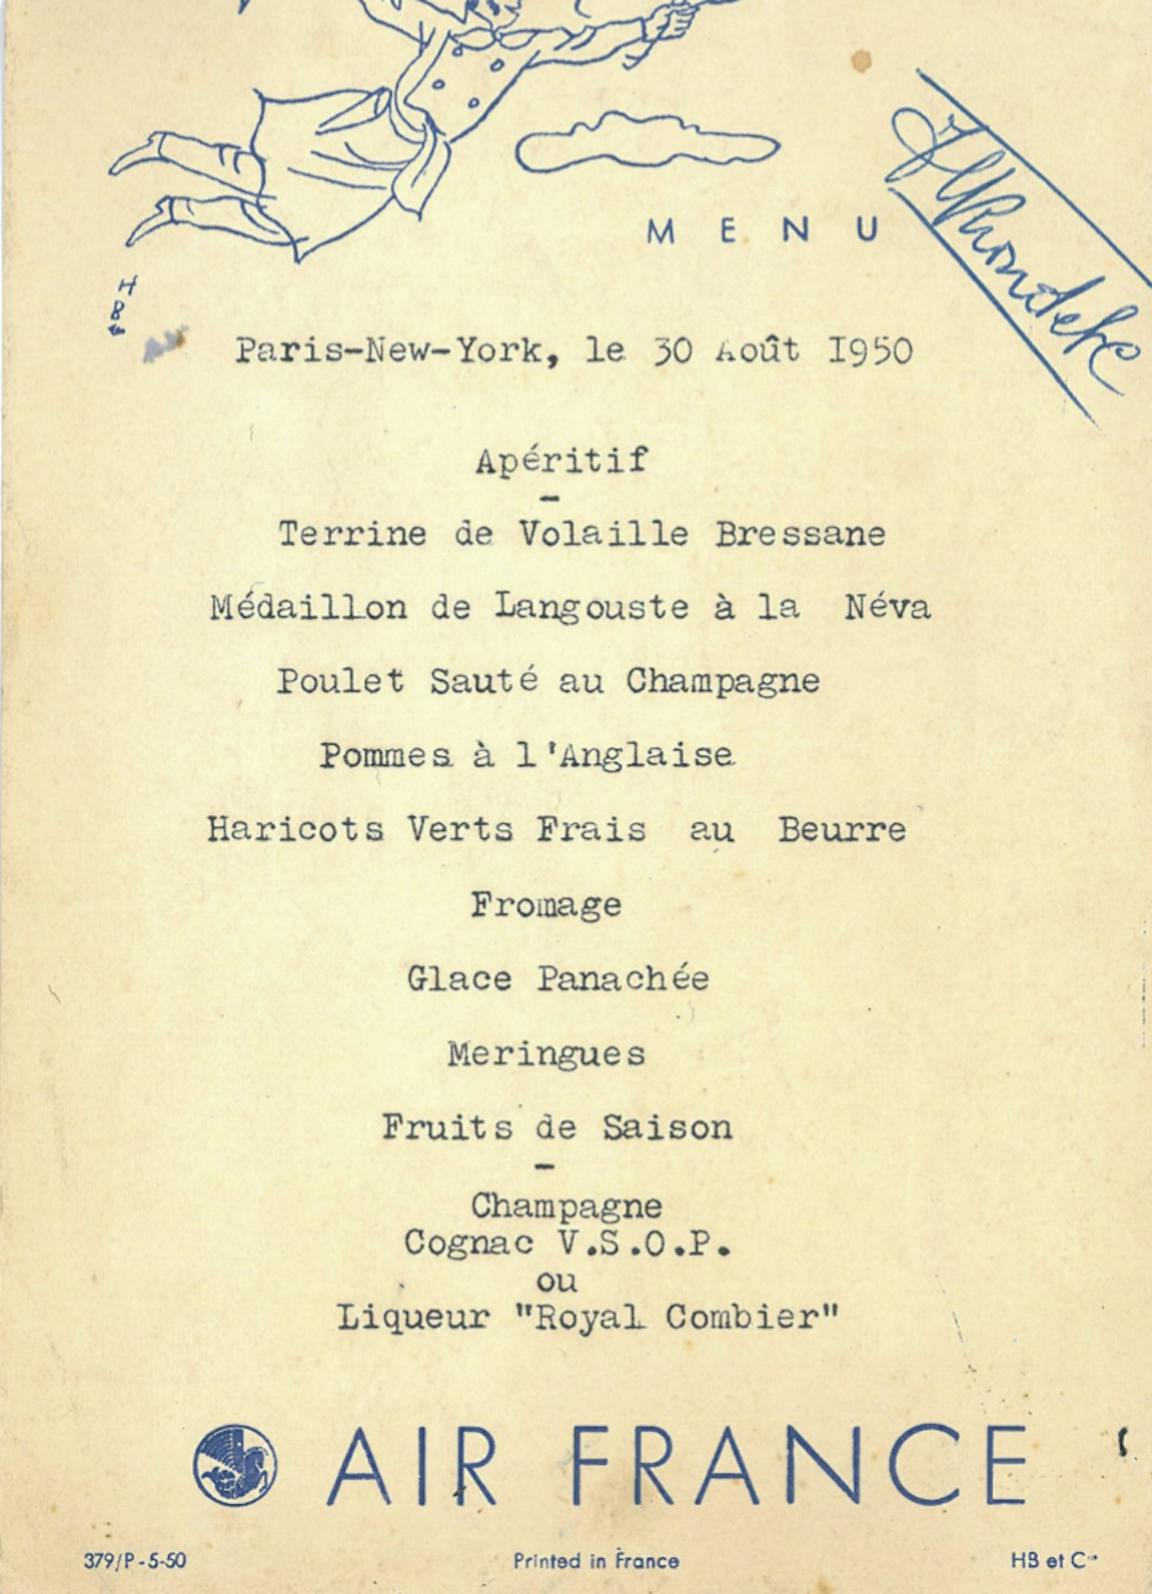 MENU
H
B
Paris-New-York, le 30 Août I950
Apéritif
-
Terrine de Volaille Bressane
Médaillon de Langouste à la Néva
Poulet Sauté au Champagne
Pommes à l'Anglaise
Haricots Verts Frais au Beurre
Fromage
Glace Panachée
Meringues
Fruits de Saison
-
Champagne
Cognac V.S.O.P.
ou
Liqueur "Royal Combier"
AIR FRANCE
379/P-5-50 Printed in France HB et Cie